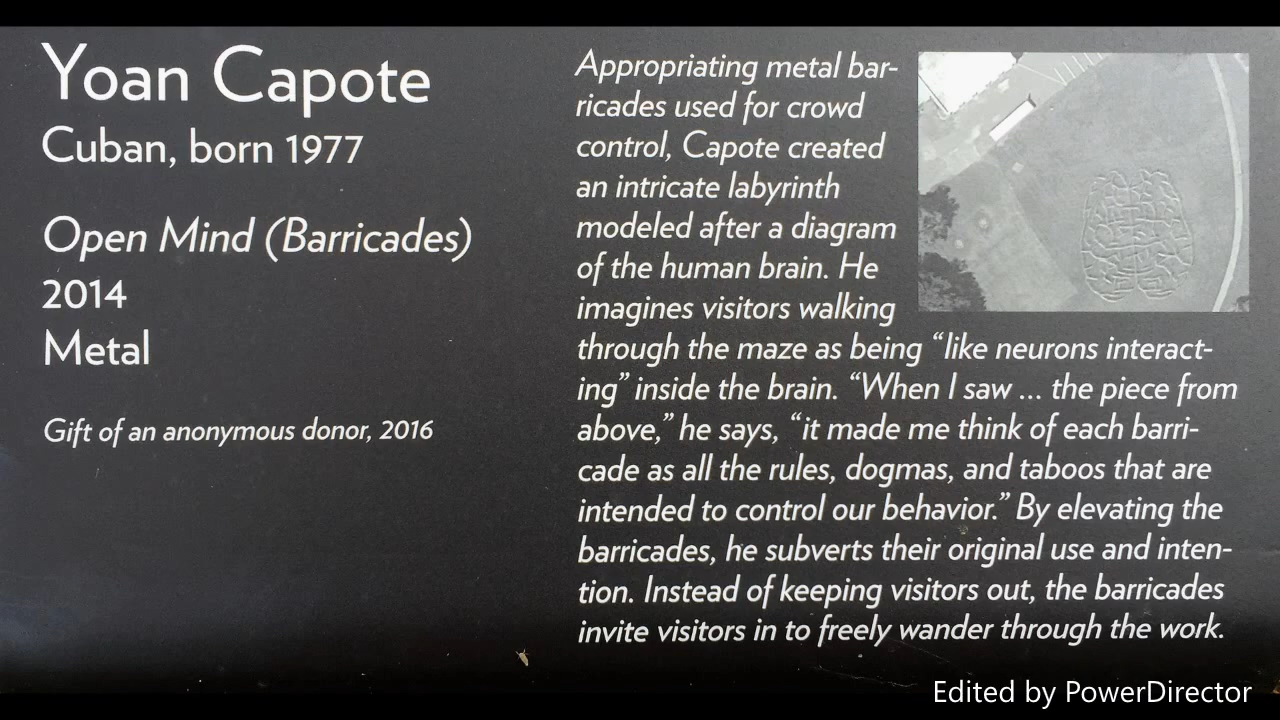 Yoan Capote
Cuban, born 1977
Open Mind (Barricades)
2014
Metal
Gift of an anonymous donor, 2016
Appropriating metal bar-
ricades used for crowd
control, Capote created
an intricate labyrinth
modeled after a diagram
of the human brain. He
imagines visitors walking
through the maze as being “like neurons interact-
ing” inside the brain. “When I saw ... the piece from
above,” he says, “it made me think of each barri-
cade as all the rules, dogmas, and taboos that are
intended to control our behavior.” By elevating the
barricades, he subverts their original use and inten-
tion. Instead of keeping visitors out, the barricades
invite visitors in to freely wander through the work.
Edited by PowerDirector